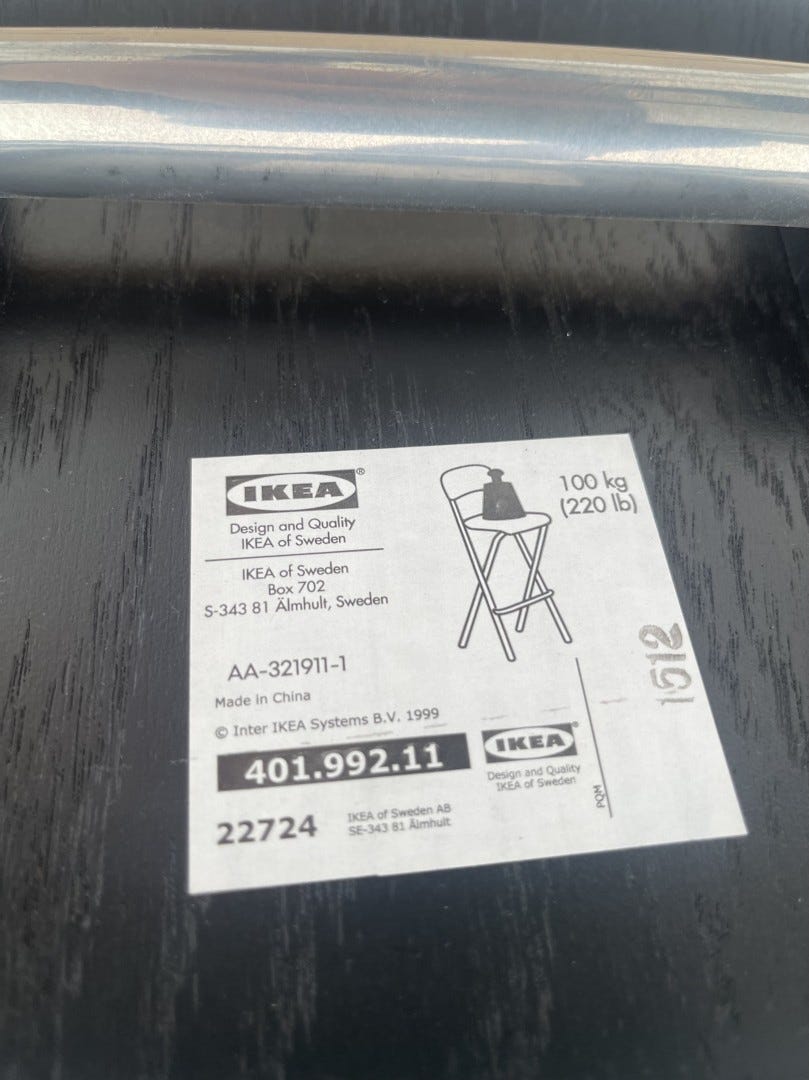 IKEA®
Design and Quality
IKEA of Sweden
IKEA of Sweden
Box 702
S-343 81 Älmhult, Sweden
100 kg
(220 lb)
AA-321911-1
Made in China
© Inter IKEA Systems B.V. 1999
401.992.11
22724
IKEA of Sweden AB
SE-343 81 Älmhult
IKEA®
Design and Quality
IKEA of Sweden
PQM
1512